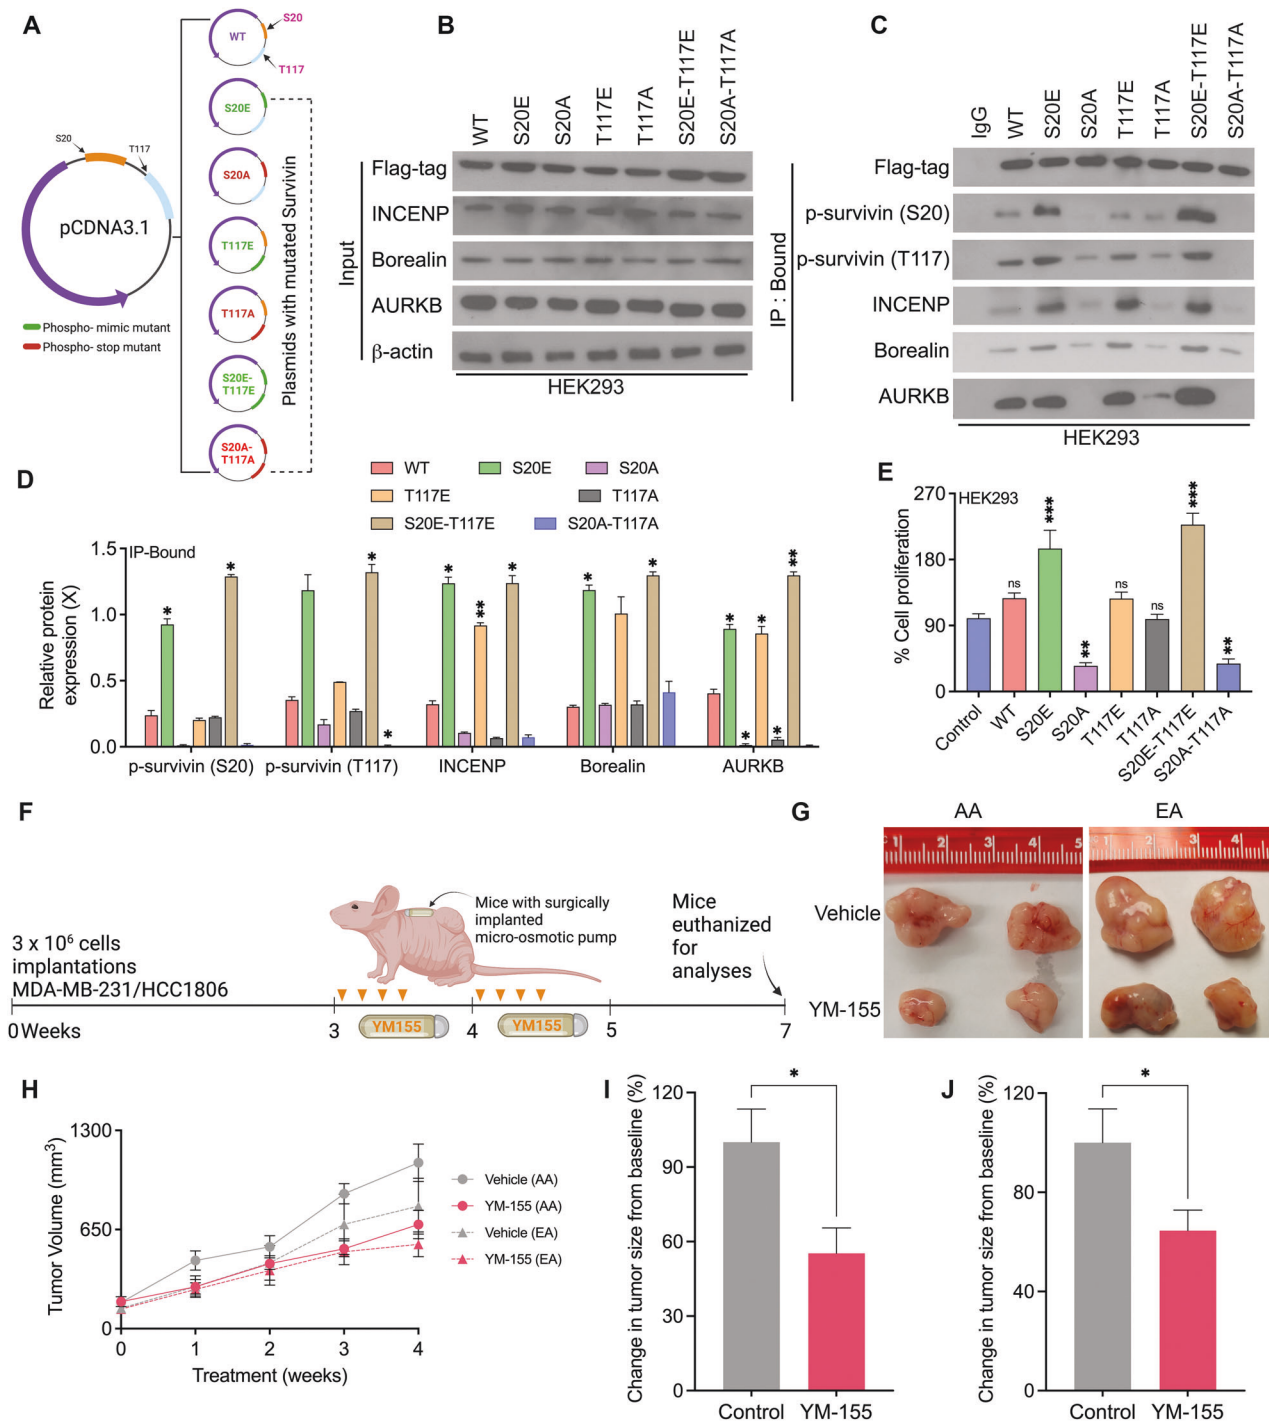 A
WT
S20
T117
S20E
S20A
T117E
T117A
S20E-
T117E
S20A-
T117A
S20
T117
pCDNA3.1
Phospho- mimic mutant
Phospho- stop mutant
Plasmids with mutated Survivin
B
WT
S20E
S20A
T117E
T117A
S20E-T117E
S20A-T117A
Input
Flag-tag
INCENP
Borealin
AURKB
β-actin
HEK293
C
IgG
WT
S20E
S20A
T117E
T117A
S20E-T117E
S20A-T117A
IP : Bound
Flag-tag
p-survivin (S20)
p-survivin (T117)
INCENP
Borealin
AURKB
HEK293
D
WT
S20E
S20A
T117E
T117A
S20E-T117E
S20A-T117A
IP-Bound
Relative protein
expression (X)
1.5
1.0
0.5
0.0
*
*
*
*
*
**
*
*
*
*
*
*
*
**
p-survivin (S20)
p-survivin (T117)
INCENP
Borealin
AURKB
E
HEK293
% Cell proliferation
270
180
90
0
ns
***
**
ns
ns
***
**
Control
WT
S20E
S20A
T117E
T117A
S20E-T117E
S20A-T117A
F
3 x 10⁶ cells
implantations
MDA-MB-231/HCC1806
Mice with surgically
implanted
micro-osmotic pump
Mice
euthanized
for
analyses
YM155
YM155
0 Weeks
3
4
5
7
G
AA
EA
Vehicle
YM-155
1
2
3
4
5
1
2
3
4
H
Tumor Volume (mm³)
1300
650
0
0
1
2
3
4
Treatment (weeks)
Vehicle (AA)
YM-155 (AA)
Vehicle (EA)
YM-155 (EA)
I
Change in tumor size from baseline (%)
120
90
60
30
0
*
Control
YM-155
J
Change in tumor size from baseline (%)
120
80
40
0
*
Control
YM-155